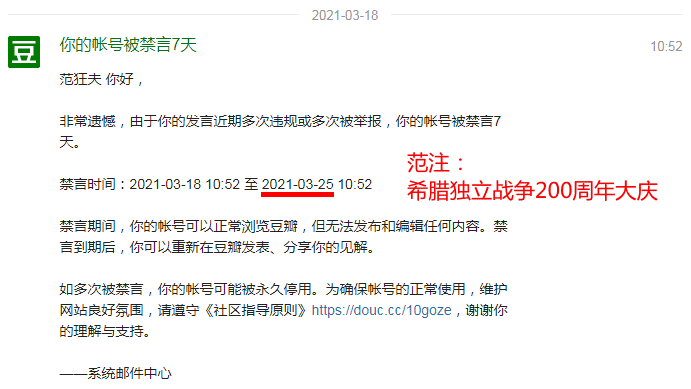 2021-03-18
豆
你的帐号被禁言7天
10:52
范狂夫 你好，
非常遗憾，由于你的发言近期多次违规或多次被举报，你的帐号被禁言7
天。
禁言时间：2021-03-18 10:52 至 2021-03-25 10:52
范注：
希腊独立战争200周年大庆
禁言期间，你的帐号可以正常浏览豆瓣，但无法发布和编辑任何内容。禁
言到期后，你可以重新在豆瓣发表、分享你的见解。
如多次被禁言，你的帐号可能被永久停用。为确保帐号的正常使用，维护
网站良好氛围，请遵守《社区指导原则》https://douc.cc/10goze，谢谢你
的理解与支持。
——系统邮件中心